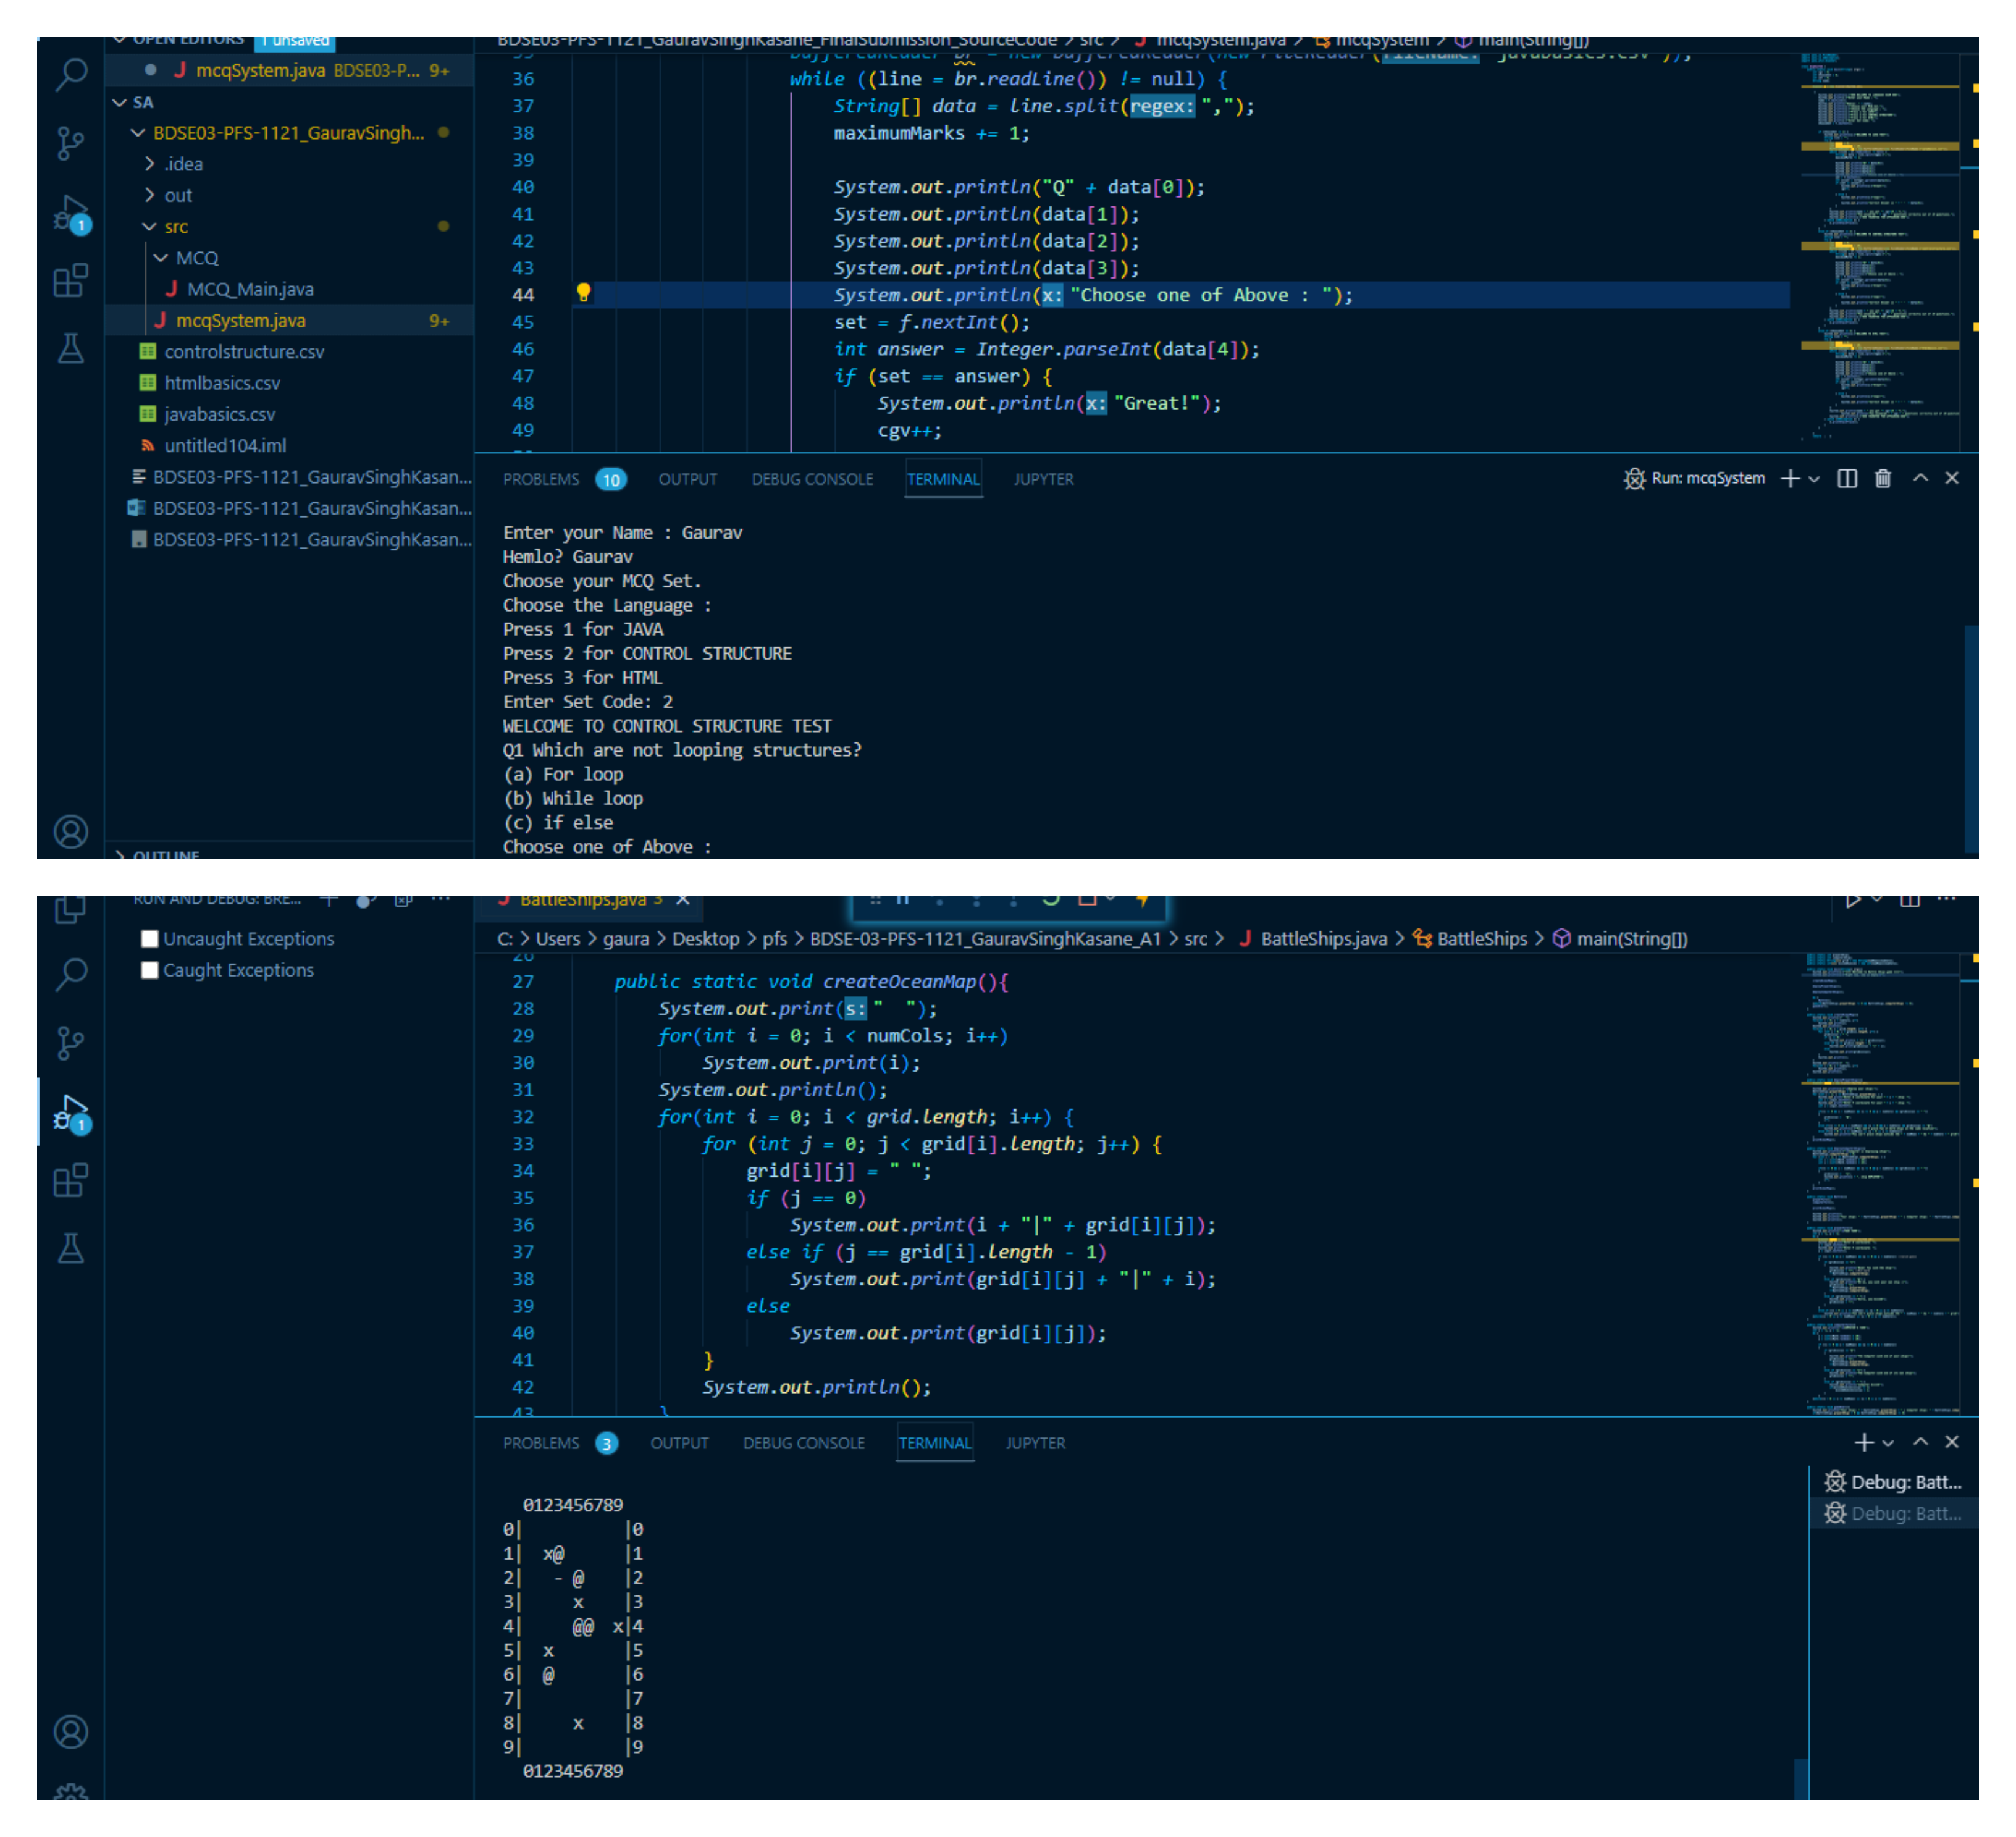 OPEN EDITORS 1 unsaved
mcqSystem.java BDSE03-P... 9+
SA
BDSE03-PFS-1121_GauravSingh...
.idea
out
src
MCQ
MCQ_Main.java
mcqSystem.java 9+
controlstructure.csv
htmlbasics.csv
javabasics.csv
untitled104.iml
BDSE03-PFS-1121_GauravSinghKasan...
BDSE03-PFS-1121_GauravSinghKasan...
BDSE03-PFS-1121_GauravSinghKasan...
OUTLINE
1
BDSE03-PFS-1121_GauravSinghKasane_FinalSubmission_SourceCode > src > J mcqSystem.java > mcqSystem > main(String[])
35 BufferedReader br = new BufferedReader(new FileReader(fileName: "javabasics.csv"));
36 while ((line = br.readLine()) != null) {
37 String[] data = line.split(regex: ",");
38 maximumMarks += 1;
39
40 System.out.println("Q" + data[0]);
41 System.out.println(data[1]);
42 System.out.println(data[2]);
43 System.out.println(data[3]);
44 System.out.println(x: "Choose one of Above : ");
45 set = f.nextInt();
46 int answer = Integer.parseInt(data[4]);
47 if (set == answer) {
48 System.out.println(x: "Great!");
49 cgv++;
PROBLEMS 10 OUTPUT DEBUG CONSOLE TERMINAL JUPYTER Run: mcqSystem
Enter your Name : Gaurav
Hemlo? Gaurav
Choose your MCQ Set.
Choose the Language :
Press 1 for JAVA
Press 2 for CONTROL STRUCTURE
Press 3 for HTML
Enter Set Code: 2
WELCOME TO CONTROL STRUCTURE TEST
Q1 Which are not looping structures?
(a) For loop
(b) While loop
(c) if else
Choose one of Above :
RUN AND DEBUG: BRE... ...
Uncaught Exceptions
Caught Exceptions
1
J BattleShips.java 3
C: > Users > gaura > Desktop > pfs > BDSE-03-PFS-1121_GauravSinghKasane_A1 > src > J BattleShips.java > BattleShips > main(String[])
26
27 public static void createOceanMap(){
28 System.out.print(s: "  ");
29 for(int i = 0; i < numCols; i++)
30 System.out.print(i);
31 System.out.println();
32 for(int i = 0; i < grid.length; i++) {
33 for (int j = 0; j < grid[i].length; j++) {
34 grid[i][j] = " ";
35 if (j == 0)
36 System.out.print(i + "|" + grid[i][j]);
37 else if (j == grid[i].length - 1)
38 System.out.print(grid[i][j] + "|" + i);
39 else
40 System.out.print(grid[i][j]);
41 }
42 System.out.println();
43 }
PROBLEMS 3 OUTPUT DEBUG CONSOLE TERMINAL JUPYTER
Debug: Batt...
Debug: Batt...
  0123456789
0|          |0
1|  x@      |1
2|   - @    |2
3|     x    |3
4|     @@  x|4
5|  x       |5
6|  @       |6
7|          |7
8|     x    |8
9|          |9
  0123456789